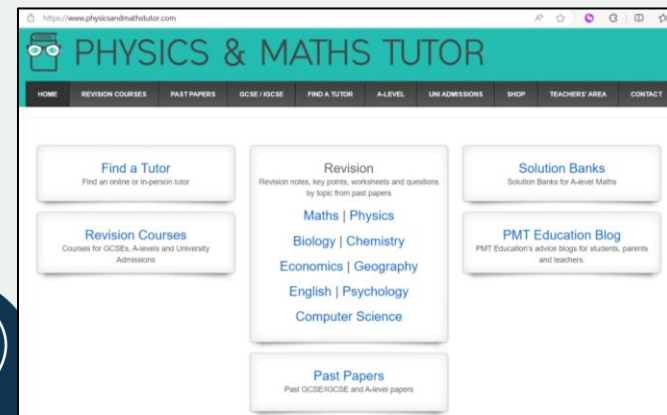 https://www.physicsandmathstutor.com
PHYSICS & MATHS TUTOR
HOME REVISION COURSES PAST PAPERS GCSE / IGCSE FIND A TUTOR A-LEVEL UNI ADMISSIONS SHOP TEACHERS' AREA CONTACT
Find a Tutor
Find an online or in-person tutor
Revision Courses
Courses for GCSEs, A-levels and University
Admissions
Revision
Revision notes, key points, worksheets and questions
by topic from past papers
Maths | Physics
Biology | Chemistry
Economics | Geography
English | Psychology
Computer Science
Past Papers
Past GCSE/IGCSE and A-level papers
Solution Banks
Solution Banks for A-level Maths
PMT Education Blog
PMT Education's advice blogs for students, parents
and teachers.